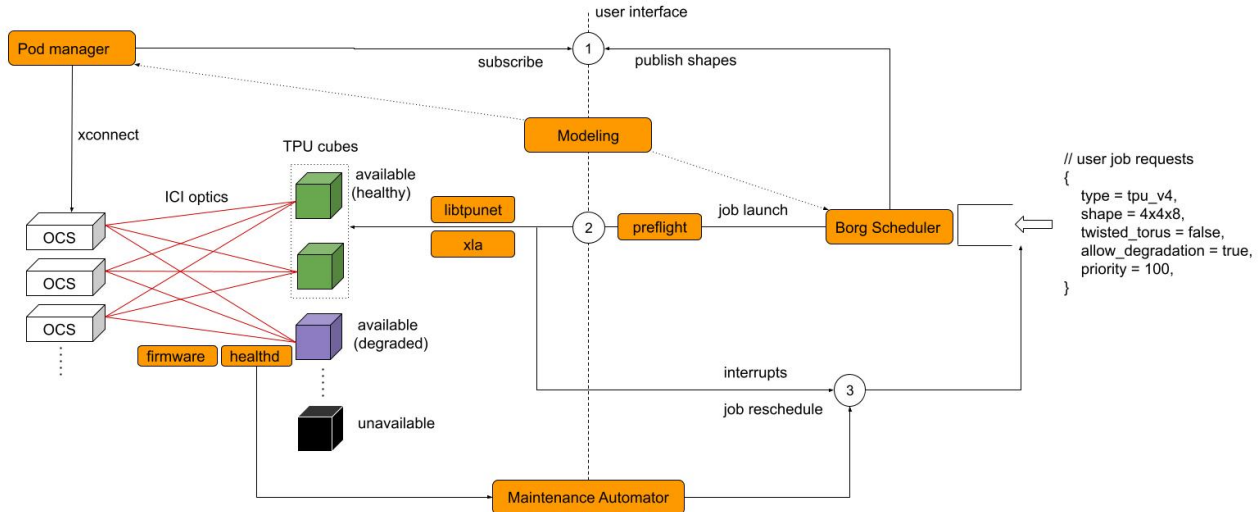 user interface
Pod manager
1
subscribe
publish shapes
xconnect
Modeling
TPU cubes
ICI optics
available
(healthy)
// user job requests
{
type = tpu_v4,
shape = 4x4x8,
twisted_torus = false,
allow_degradation = true,
priority = 100,
}
libtpunet
xla
2
preflight
job launch
Borg Scheduler
OCS
OCS
OCS
available
(degraded)
firmware
healthd
interrupts
job reschedule
3
unavailable
Maintenance Automator